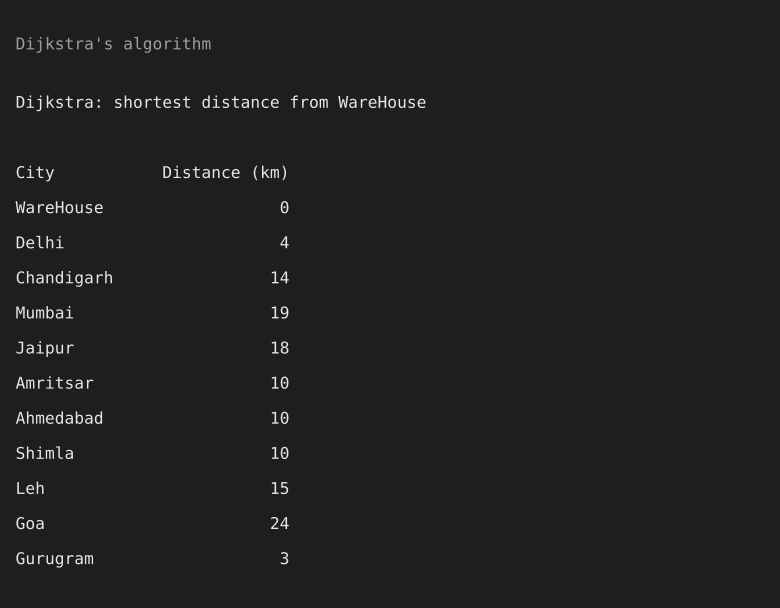 Dijkstra's algorithm
Dijkstra: shortest distance from WareHouse
City Distance (km)
WareHouse 0
Delhi 4
Chandigarh 14
Mumbai 19
Jaipur 18
Amritsar 10
Ahmedabad 10
Shimla 10
Leh 15
Goa 24
Gurugram 3